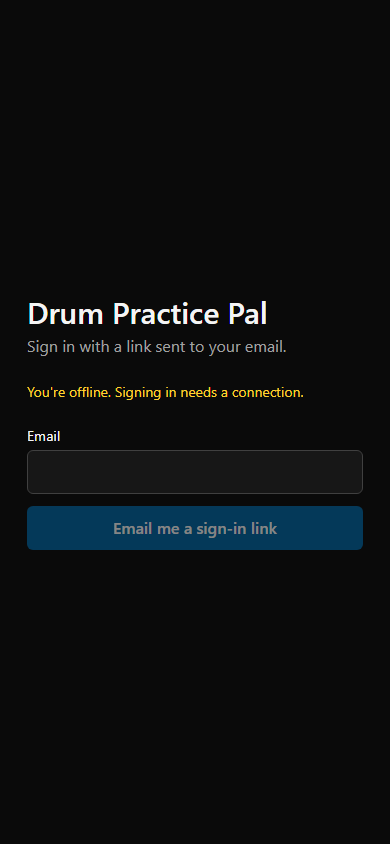 Drum Practice Pal
Sign in with a link sent to your email.
You're offline. Signing in needs a connection.
Email
Email me a sign-in link